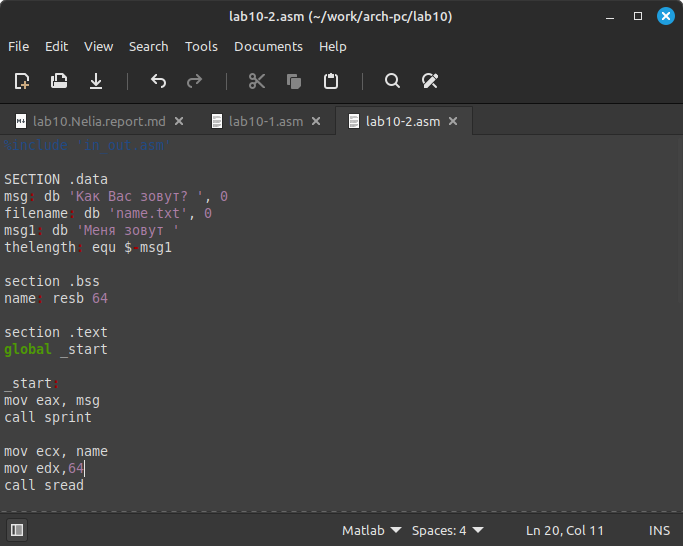 lab10-2.asm (~/work/arch-pc/lab10)
File Edit View Search Tools Documents Help
lab10.Nelia.report.md lab10-1.asm lab10-2.asm
%include 'in_out.asm'
SECTION .data
msg: db 'Как Вас зовут? ', 0
filename: db 'name.txt', 0
msg1: db 'Меня зовут '
thelength: equ $-msg1
section .bss
name: resb 64
section .text
global _start
_start:
mov eax, msg
call sprint
mov ecx, name
mov edx,64
call sread
Matlab Spaces: 4 Ln 20, Col 11 INS